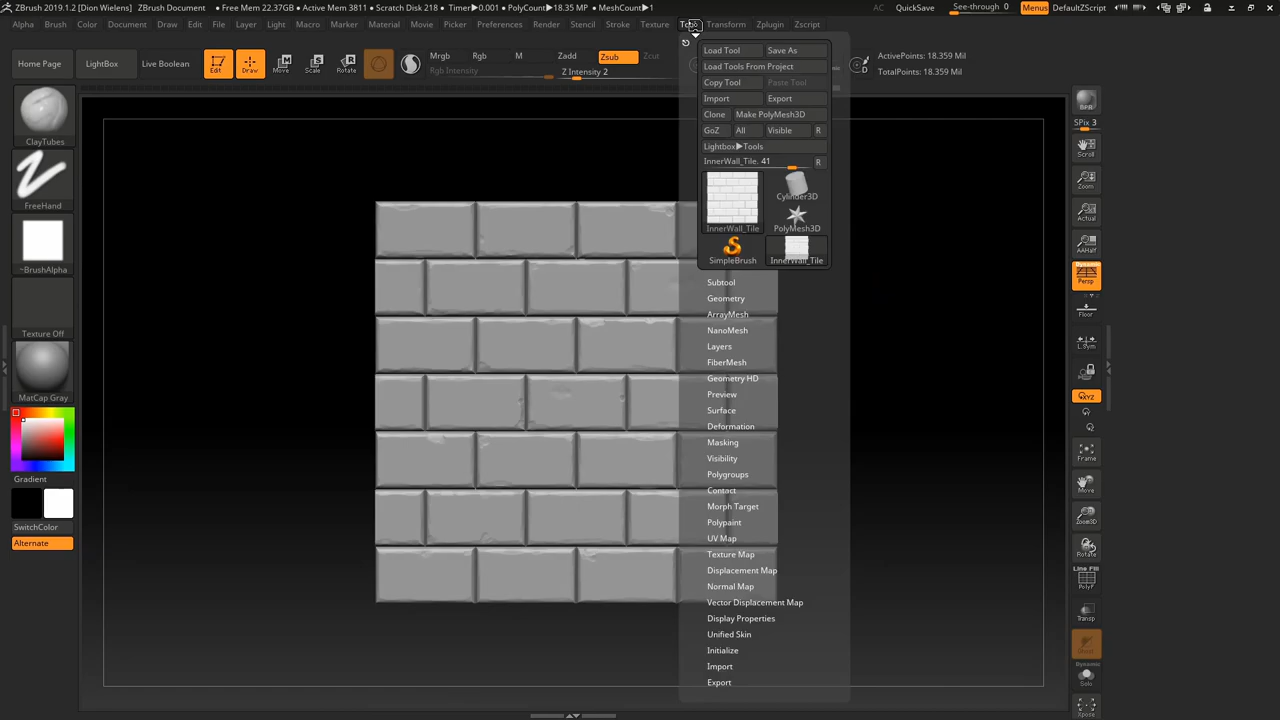 ZBrush 2019.1.2 [Dion Wielens] ZBrush Document • Free Mem 22.37GB • Active Mem 3811 • Scratch Disk 218 • Timer▶0.001 • PolyCount▶18.35 MP • MeshCount▶1 AC QuickSave See-through 0 Menus DefaultZScript
Alpha Brush Color Document Draw Edit File Layer Light Macro Marker Material Movie Picker Preferences Render Stencil Stroke Texture Tool Transform Zplugin Zscript
Home Page LightBox Live Boolean Edit Draw Move Scale Rotate
Mrgb Rgb M Zadd Zsub Zcut
Rgb Intensity Z Intensity 2
ActivePoints: 18.359 Mil
TotalPoints: 18.359 Mil
Load Tool Save As
Load Tools From Project
Copy Tool Paste Tool
Import Export
Clone Make PolyMesh3D
GoZ All Visible R
Lightbox▶Tools
InnerWall_Tile. 41 R
InnerWall_Tile Cylinder3D
PolyMesh3D
SimpleBrush InnerWall_Tile
Subtool
Geometry
ArrayMesh
NanoMesh
Layers
FiberMesh
Geometry HD
Preview
Surface
Deformation
Masking
Visibility
Polygroups
Contact
Morph Target
Polypaint
UV Map
Texture Map
Displacement Map
Normal Map
Vector Displacement Map
Display Properties
Unified Skin
Initialize
Import
Export
ClayTubes
FreeHand
~BrushAlpha
Texture Off
MatCap Gray
Gradient
SwitchColor
Alternate
BPR
SPix 3
Scroll
Zoom
Actual
AAHalf
Dynamic
Persp
Floor
L.Sym
XYZ
Frame
Move
Zoom3D
Rotate
Line Fill
PolyF
Transp
Ghost
Dynamic
Solo
Xpose